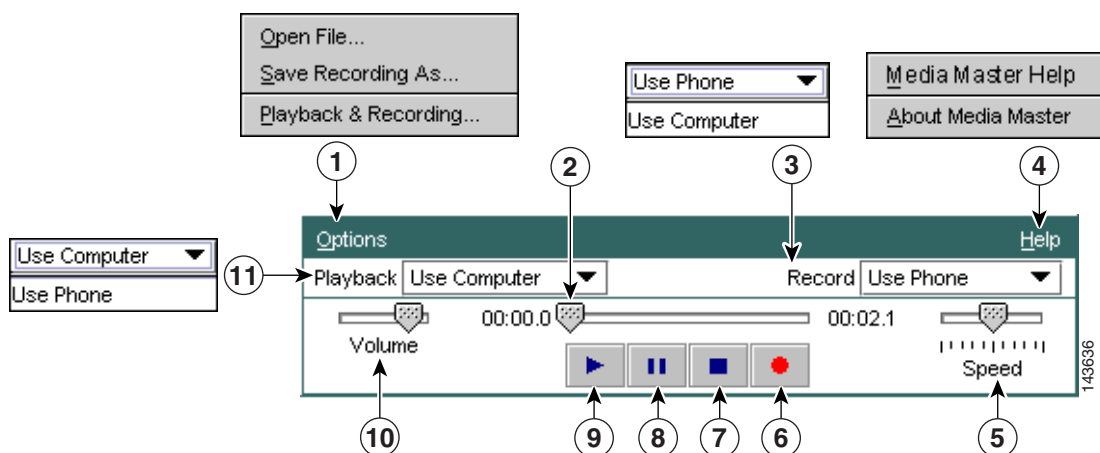 Open File...
Save Recording As...
Playback & Recording...
Use Phone
Use Computer
Media Master Help
About Media Master
1
2
3
4
Options
Help
Use Computer
Use Phone
11
Playback
Use Computer
Record
Use Phone
00:00.0
00:02.1
Volume
Speed
143636
10
9
8
7
6
5